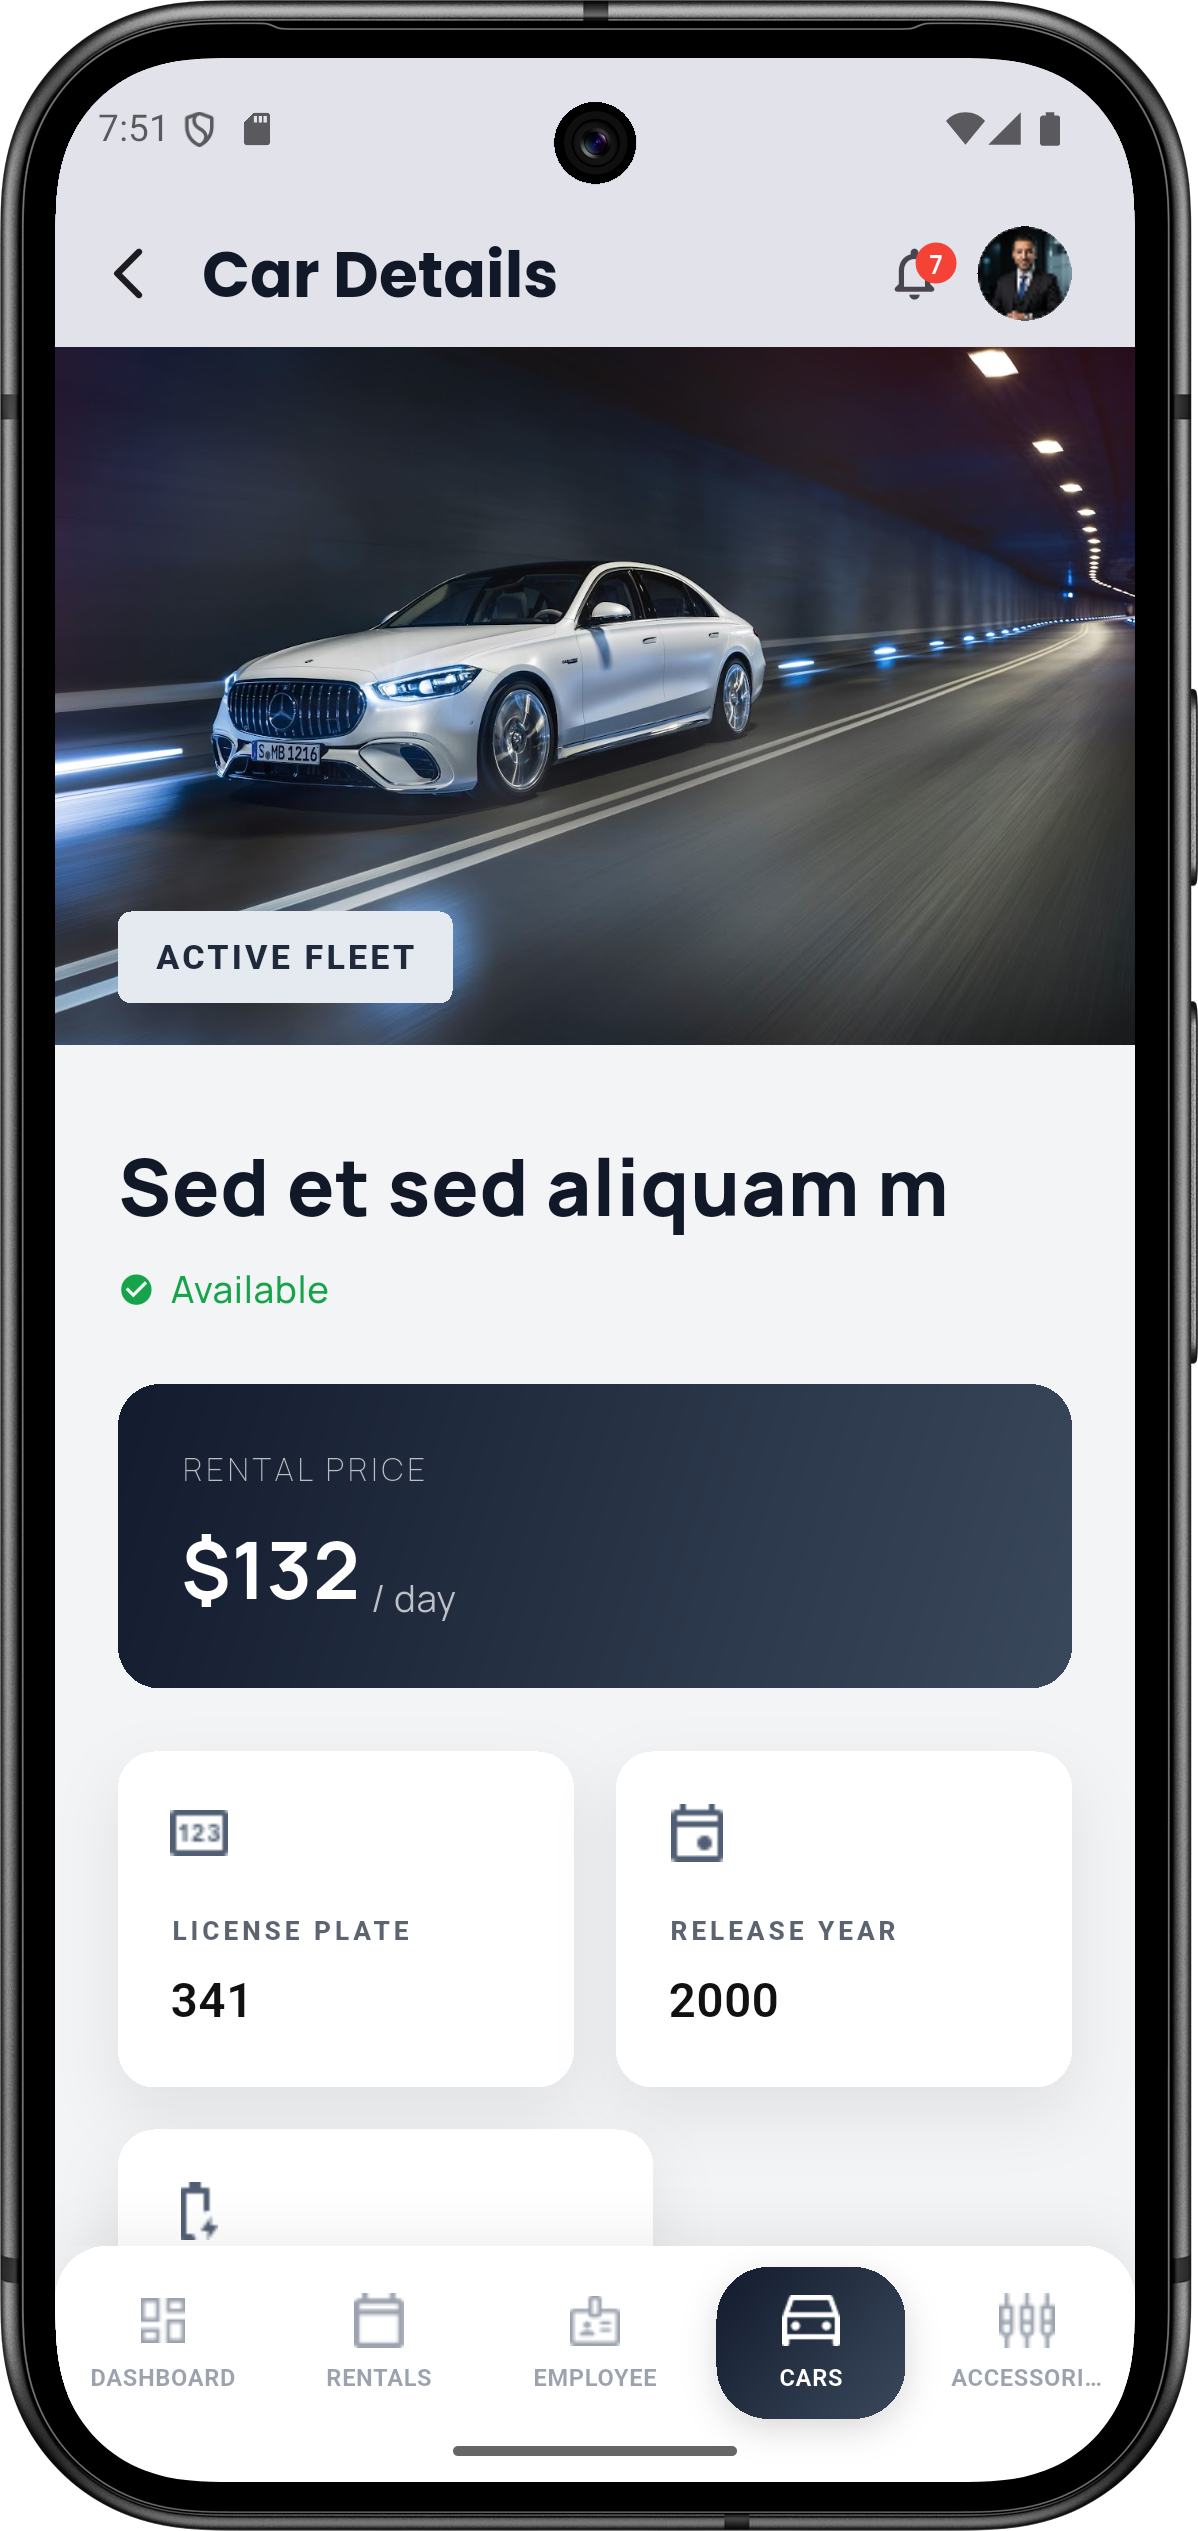 7:51
Car Details
7
S MB 1216
ACTIVE FLEET
Sed et sed aliquam m
Available
RENTAL PRICE
$132 / day
123
LICENSE PLATE
RELEASE YEAR
341
2000
DASHBOARD
RENTALS
EMPLOYEE
CARS
ACCESSORI...